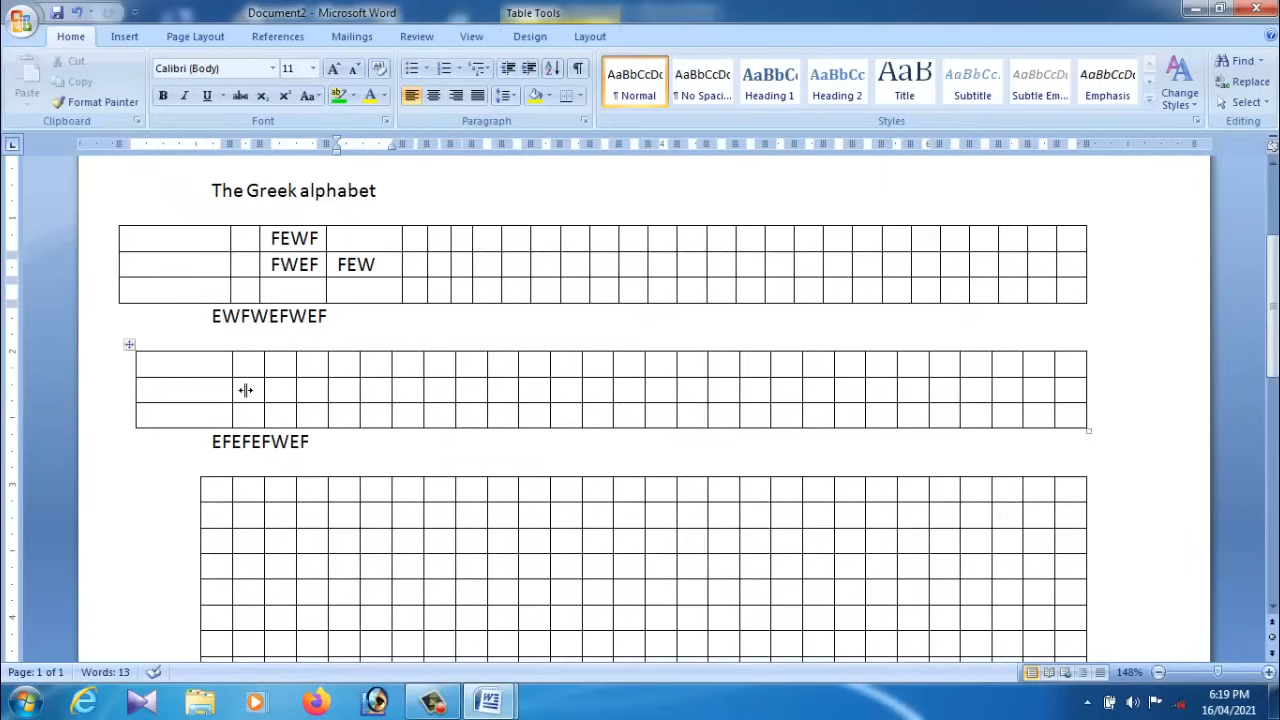 Document2 - Microsoft Word
Table Tools
Home
Insert
Page Layout
References
Mailings
Review
View
Design
Layout
Paste
Cut
Copy
Format Painter
Clipboard
Calibri (Body)
11
Font
Paragraph
AaBbCcDc
¶ Normal
AaBbCcDc
¶ No Spaci...
AaBbCc
Heading 1
AaBbCc
Heading 2
AaB
Title
AaBbCc.
Subtitle
AaBbCcDc
Subtle Em...
AaBbCcDc
Emphasis
Change Styles
Styles
Find
Replace
Select
Editing
The Greek alphabet
FEWF
FWEF FEW
EWFWEFWEF
EFEFEFWEF
Page: 1 of 1
Words: 13
148%
6:19 PM
16/04/2021